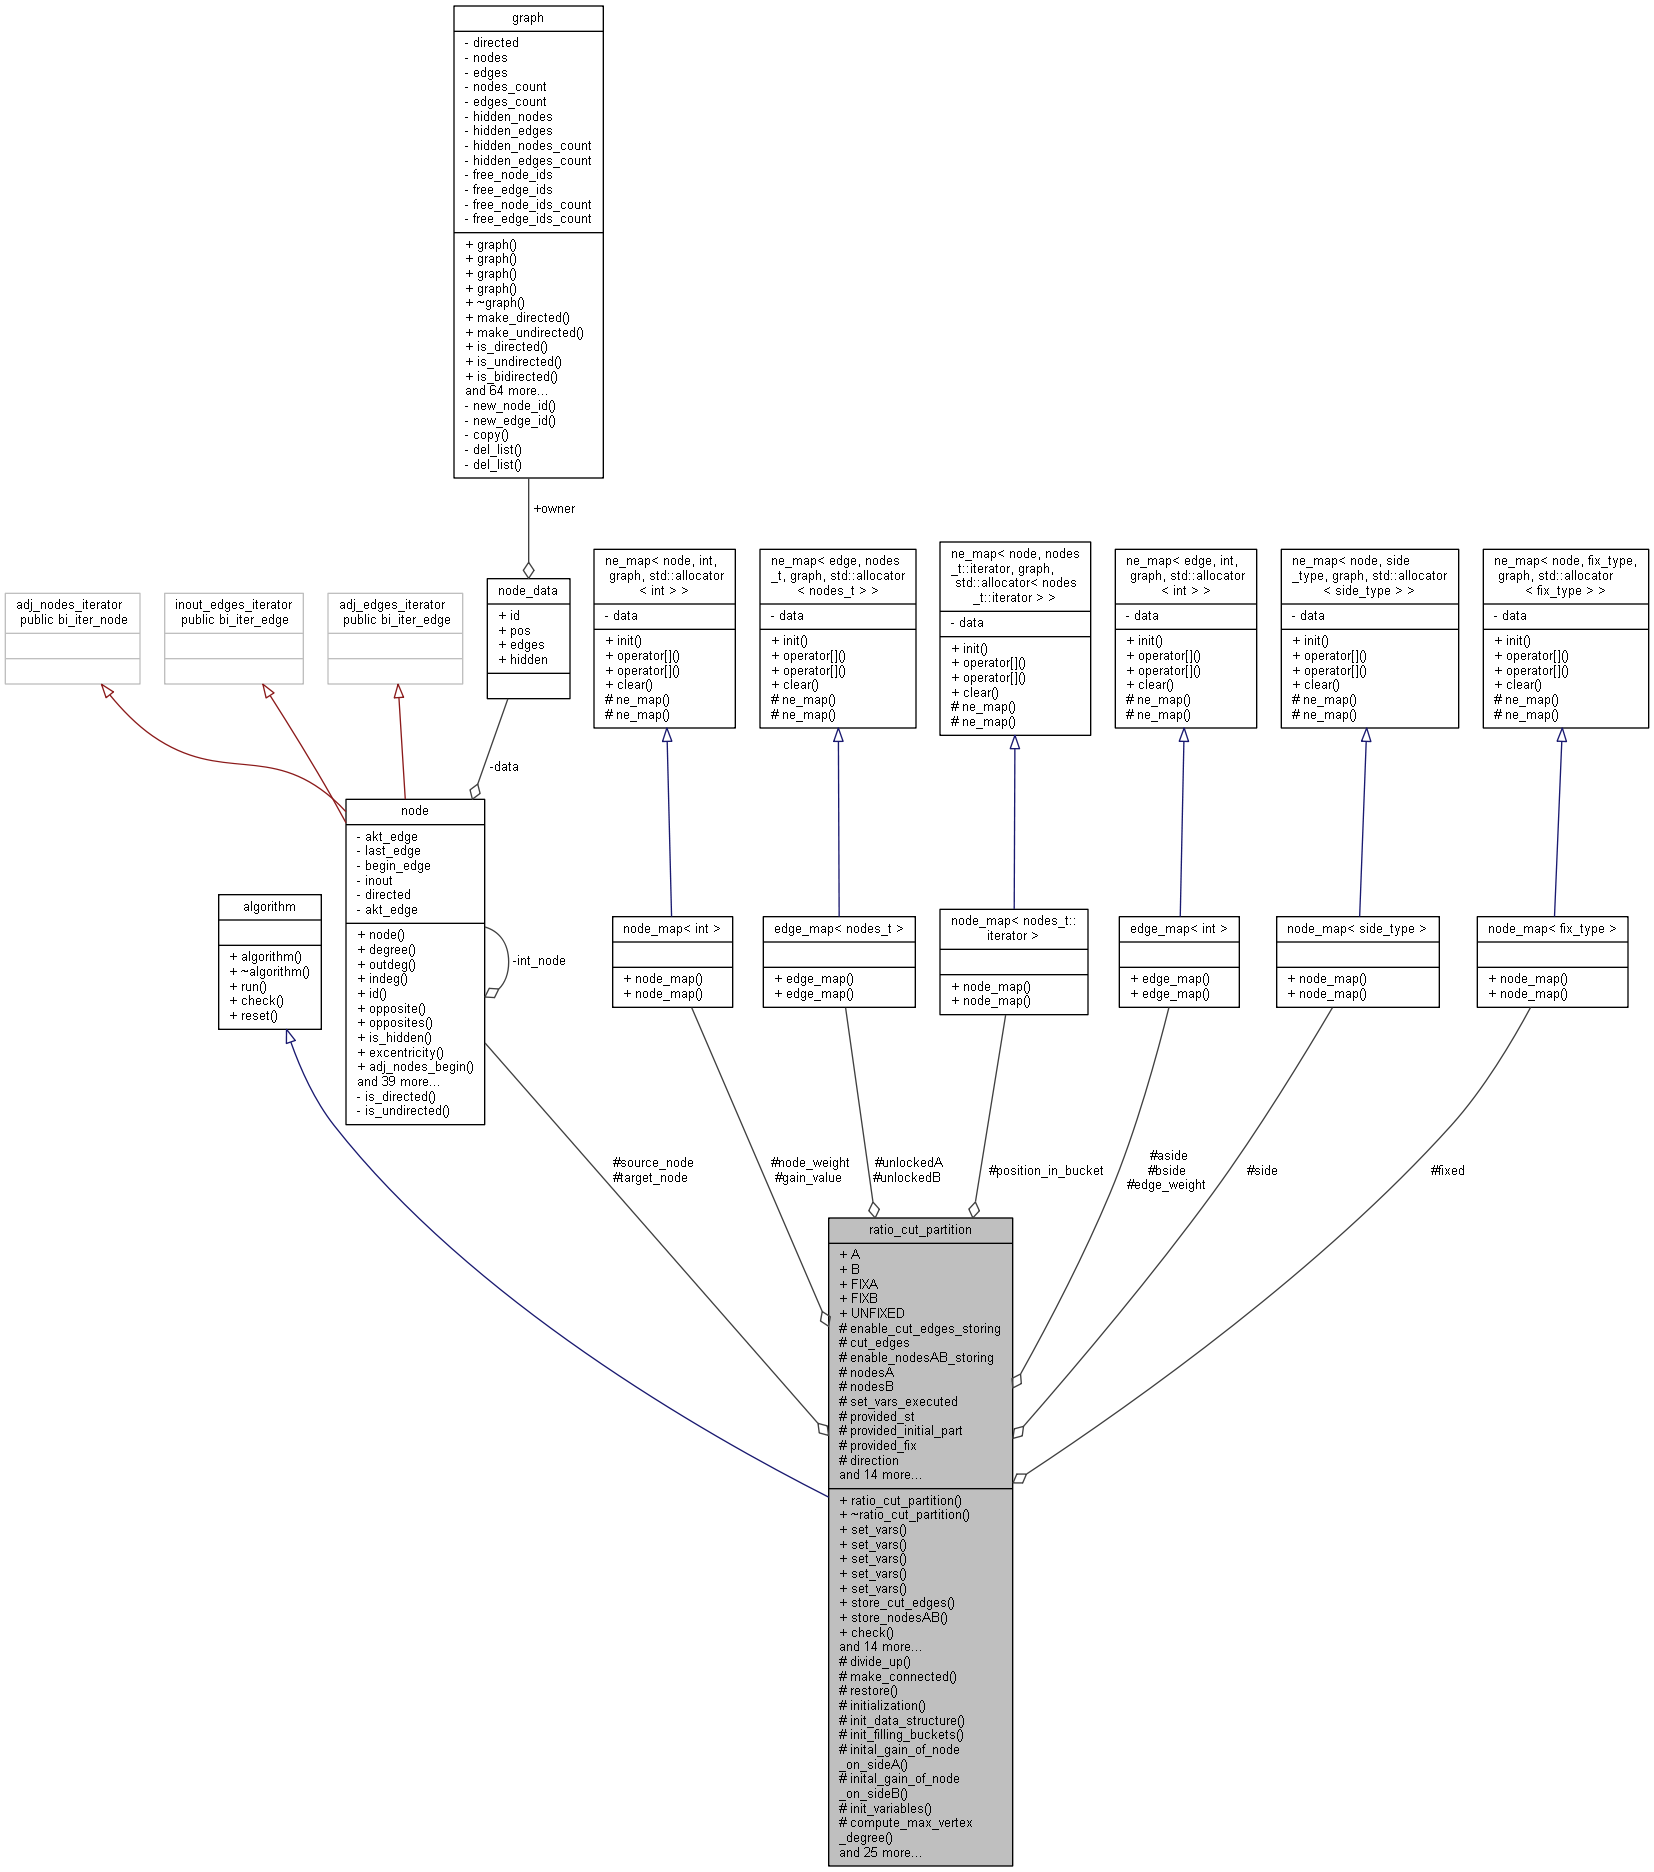 graph
- directed
- nodes
- edges
- nodes_count
- edges_count
- hidden_nodes
- hidden_edges
- hidden_nodes_count
- hidden_edges_count
- free_node_ids
- free_edge_ids
- free_node_ids_count
- free_edge_ids_count
+ graph()
+ graph()
+ graph()
+ graph()
+ ~graph()
+ make_directed()
+ make_undirected()
+ is_directed()
+ is_undirected()
+ is_bidirected()
and 64 more...
- new_node_id()
- new_edge_id()
- copy()
- del_list()
- del_list()
+owner
adj_nodes_iterator
public bi_iter_node
inout_edges_iterator
public bi_iter_edge
adj_edges_iterator
public bi_iter_edge
node_data
+ id
+ pos
+ edges
+ hidden
ne_map< node, int,
graph, std::allocator
< int > >
- data
+ init()
+ operator[]()
+ operator[]()
+ clear()
# ne_map()
# ne_map()
ne_map< edge, nodes
_t, graph, std::allocator
< nodes_t > >
- data
+ init()
+ operator[]()
+ operator[]()
+ clear()
# ne_map()
# ne_map()
ne_map< node, nodes
_t::iterator, graph,
std::allocator< nodes
_t::iterator > >
- data
+ init()
+ operator[]()
+ operator[]()
+ clear()
# ne_map()
# ne_map()
ne_map< edge, int,
graph, std::allocator
< int > >
- data
+ init()
+ operator[]()
+ operator[]()
+ clear()
# ne_map()
# ne_map()
ne_map< node, side
_type, graph, std::allocator
< side_type > >
- data
+ init()
+ operator[]()
+ operator[]()
+ clear()
# ne_map()
# ne_map()
ne_map< node, fix_type,
graph, std::allocator
< fix_type > >
- data
+ init()
+ operator[]()
+ operator[]()
+ clear()
# ne_map()
# ne_map()
-data
node
- akt_edge
- last_edge
- begin_edge
- inout
- directed
- akt_edge
+ node()
+ degree()
+ outdeg()
+ indeg()
+ id()
+ opposite()
+ opposites()
+ is_hidden()
+ excentricity()
+ adj_nodes_begin()
and 39 more...
- is_directed()
- is_undirected()
-int_node
algorithm
+ algorithm()
+ ~algorithm()
+ run()
+ check()
+ reset()
node_map< int >
+ node_map()
+ node_map()
edge_map< nodes_t >
+ edge_map()
+ edge_map()
node_map< nodes_t::
iterator >
+ node_map()
+ node_map()
edge_map< int >
+ edge_map()
+ edge_map()
node_map< side_type >
+ node_map()
+ node_map()
node_map< fix_type >
+ node_map()
+ node_map()
#source_node
#target_node
#node_weight
#gain_value
#unlockedA
#unlockedB
#position_in_bucket
#aside
#bside
#edge_weight
#side
#fixed
ratio_cut_partition
+ A
+ B
+ FIXA
+ FIXB
+ UNFIXED
# enable_cut_edges_storing
# cut_edges
# enable_nodesAB_storing
# nodesA
# nodesB
# set_vars_executed
# provided_st
# provided_initial_part
# provided_fix
# direction
and 14 more...
+ ratio_cut_partition()
+ ~ratio_cut_partition()
+ set_vars()
+ set_vars()
+ set_vars()
+ set_vars()
+ set_vars()
+ store_cut_edges()
+ store_nodesAB()
+ check()
and 14 more...
# divide_up()
# make_connected()
# restore()
# initialization()
# init_data_structure()
# init_filling_buckets()
# inital_gain_of_node
_on_sideA()
# inital_gain_of_node
_on_sideB()
# init_variables()
# compute_max_vertex
_degree()
and 25 more...